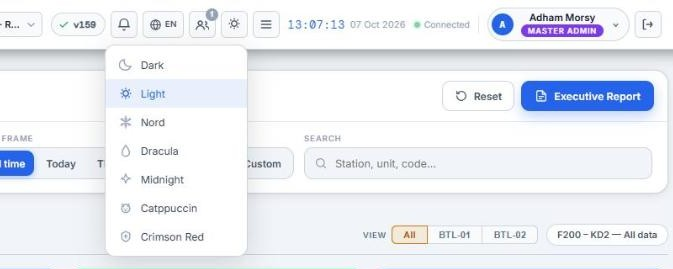 - R...
v159
EN
1
13:07:13
07 Oct 2026
Connected
A
Adham Morsy
MASTER ADMIN
Dark
Light
Nord
Dracula
Midnight
Catppuccin
Crimson Red
Reset
Executive Report
FRAME
SEARCH
l time
Today
Custom
Station, unit, code...
VIEW
All
BTL-01
BTL-02
F200 – KD2 — All data